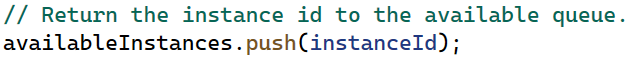 // Return the instance id to the available queue.
availableInstances.push(instanceId);